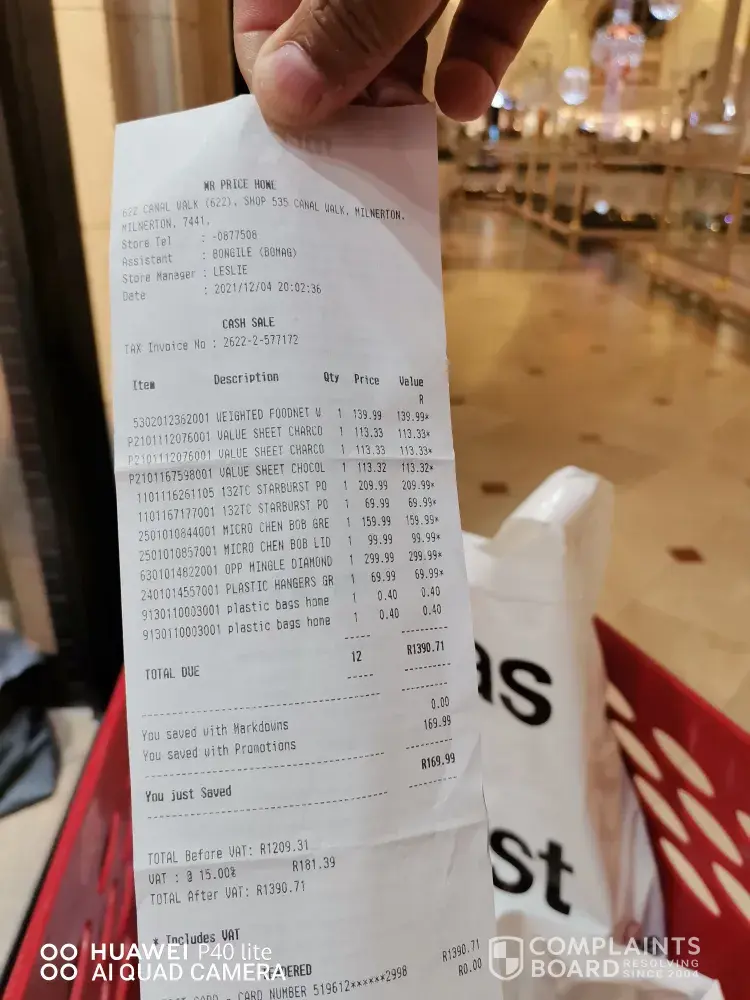 MR PRICE HOME
622 CANAL WALK (622), SHOP 535 CANAL WALK, MILNERTON,
MILNERTON, 7441,
Store Tel : -0877508
Assistant : BONGILE (BOMAG)
Store Manager : LESLIE
Date : 2021/12/04 20:02:36
CASH SALE
TAX Invoice No : 2622-2-577172
Item Description Qty Price Value
R
5302012362001 WEIGHTED FOODNET W 1 139.99 139.99*
P2101112076001 VALUE SHEET CHARCO 1 113.33 113.33*
P2101112076001 VALUE SHEET CHARCO 1 113.33 113.33*
P2101167598001 VALUE SHEET CHOCOL 1 113.32 113.32*
1101116261105 132TC STARBURST PO 1 209.99 209.99*
1101167127001 132TC STARBURST PO 1 69.99 69.99*
2501010844001 MICRO CHEN BOB GRE 1 159.99 159.99*
2501010857001 MICRO CHEN BOB LID 1 99.99 99.99*
6301014822001 OPP MINGLE DIAMOND 1 299.99 299.99*
2401014557001 PLASTIC HANGERS GR 1 69.99 69.99*
9130110003001 plastic bags home 1 0.40 0.40
9130110003001 plastic bags home 1 0.40 0.40
TOTAL DUE 12 R1390.71
You saved with Markdowns 0.00
You saved with Promotions 169.99
You just Saved R169.99
TOTAL Before VAT: R1209.31
VAT : @ 15.00% R181.39
TOTAL After VAT: R1390.71
* Includes VAT
DERED R1390.71
CARD - CARD NUMBER 519612******2998 R0.00
as
st
HUAWEI P40 lite
AI QUAD CAMERA
COMPLAINTS
BOARD RESOLVING
SINCE 2004